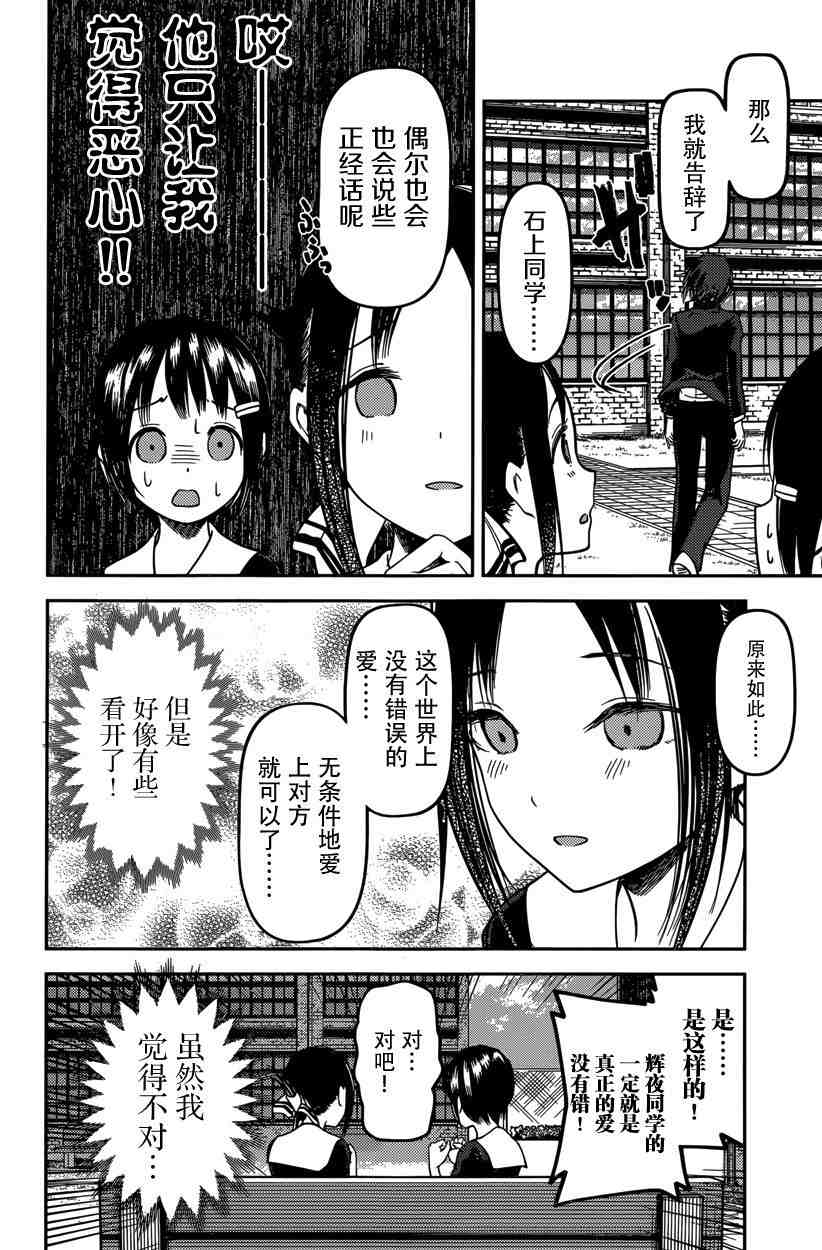 那么
我就告辞了
石上同学……
偶尔也会
也会说些
正经话呢
哎——
他只让我
觉得恶心!!
原来如此……
这个世界上
没有错误的
爱……
无条件地爱
上对方
就可以了……
但是
好像有些
看开了！
是……
是这样的！
辉夜同学的
一定就是
真正的爱
没有错！
对…
对吧！
虽然我
觉得不对…